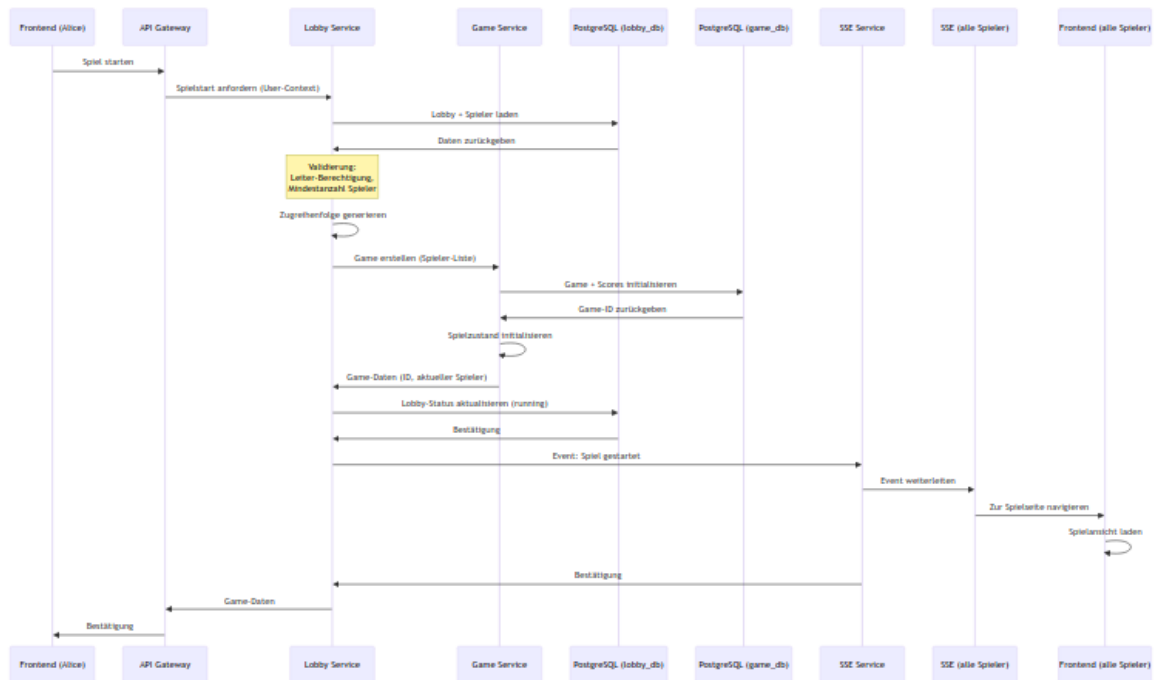 Frontend (Alice) API Gateway Lobby Service Game Service PostgreSQL (lobby_db) PostgreSQL (game_db) SSE Service SSE (alle Spieler) Frontend (alle Spieler)
Spiel starten
Spielstart anfordern (User-Context)
Lobby + Spieler laden
Daten zurückgeben
Validierung:
Leiter-Berechtigung,
Mindestanzahl Spieler
Zugreihenfolge generieren
Game erstellen (Spieler-Liste)
Game + Scores initialisieren
Game-ID zurückgeben
Spielzustand initialisieren
Game-Daten (ID, aktueller Spieler)
Lobby-Status aktualisieren (running)
Bestätigung
Event: Spiel gestartet
Event weiterleiten
Zur Spielseite navigieren
Spielansicht laden
Bestätigung
Game-Daten
Bestätigung
Frontend (Alice) API Gateway Lobby Service Game Service PostgreSQL (lobby_db) PostgreSQL (game_db) SSE Service SSE (alle Spieler) Frontend (alle Spieler)